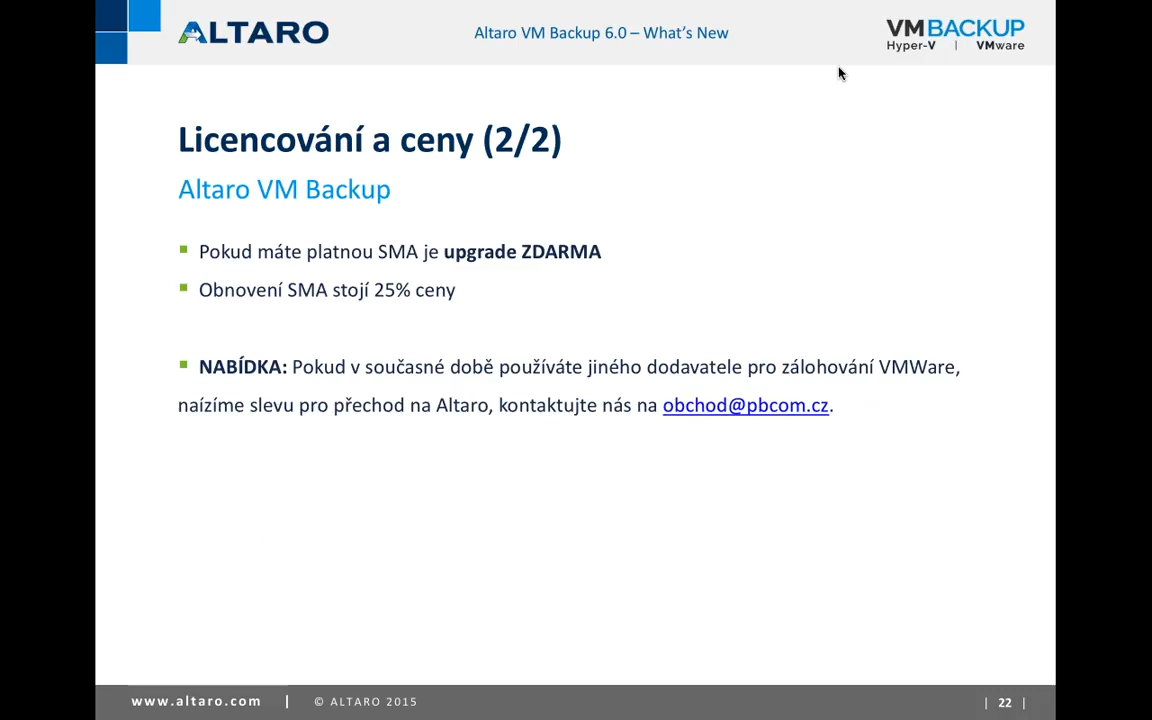 ALTARO
Altaro VM Backup 6.0 – What's New
VMBACKUP
Hyper-V | VMware
Licencování a ceny (2/2)
Altaro VM Backup
Pokud máte platnou SMA je upgrade ZDARMA
Obnovení SMA stojí 25% ceny
NABÍDKA: Pokud v současné době používáte jiného dodavatele pro zálohování VMWare,
naízíme slevu pro přechod na Altaro, kontaktujte nás na obchod@pbcom.cz.
www.altaro.com | © ALTARO 2015
| 22 |